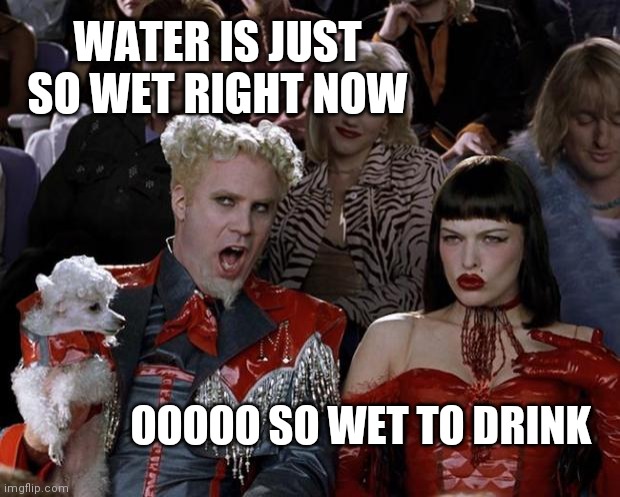 WATER IS JUST
SO WET RIGHT NOW
OOOOO SO WET TO DRINK
imgflip.com